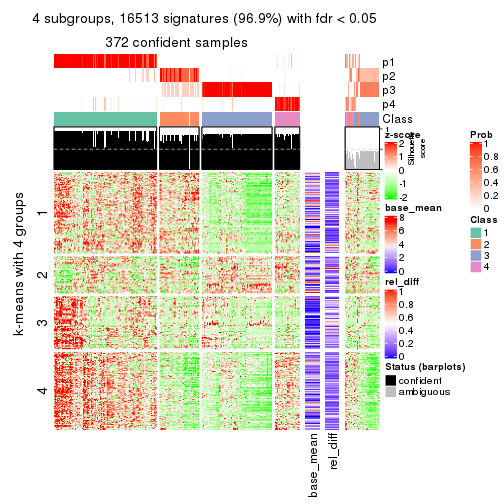 4 subgroups, 16513 signatures (96.9%) with fdr < 0.05
372 confident samples
p1
p2
p3
p4
Class
1
0
Silhouette
score
k-means with 4 groups
1
2
3
4
base_mean
rel_diff
z-score
2
1
0
-1
-2
base_mean
8
6
4
2
0
rel_diff
1
0.8
0.6
0.4
0.2
0
Status (barplots)
confident
ambiguous
Prob
1
0.8
0.6
0.4
0.2
0
Class
1
2
3
4